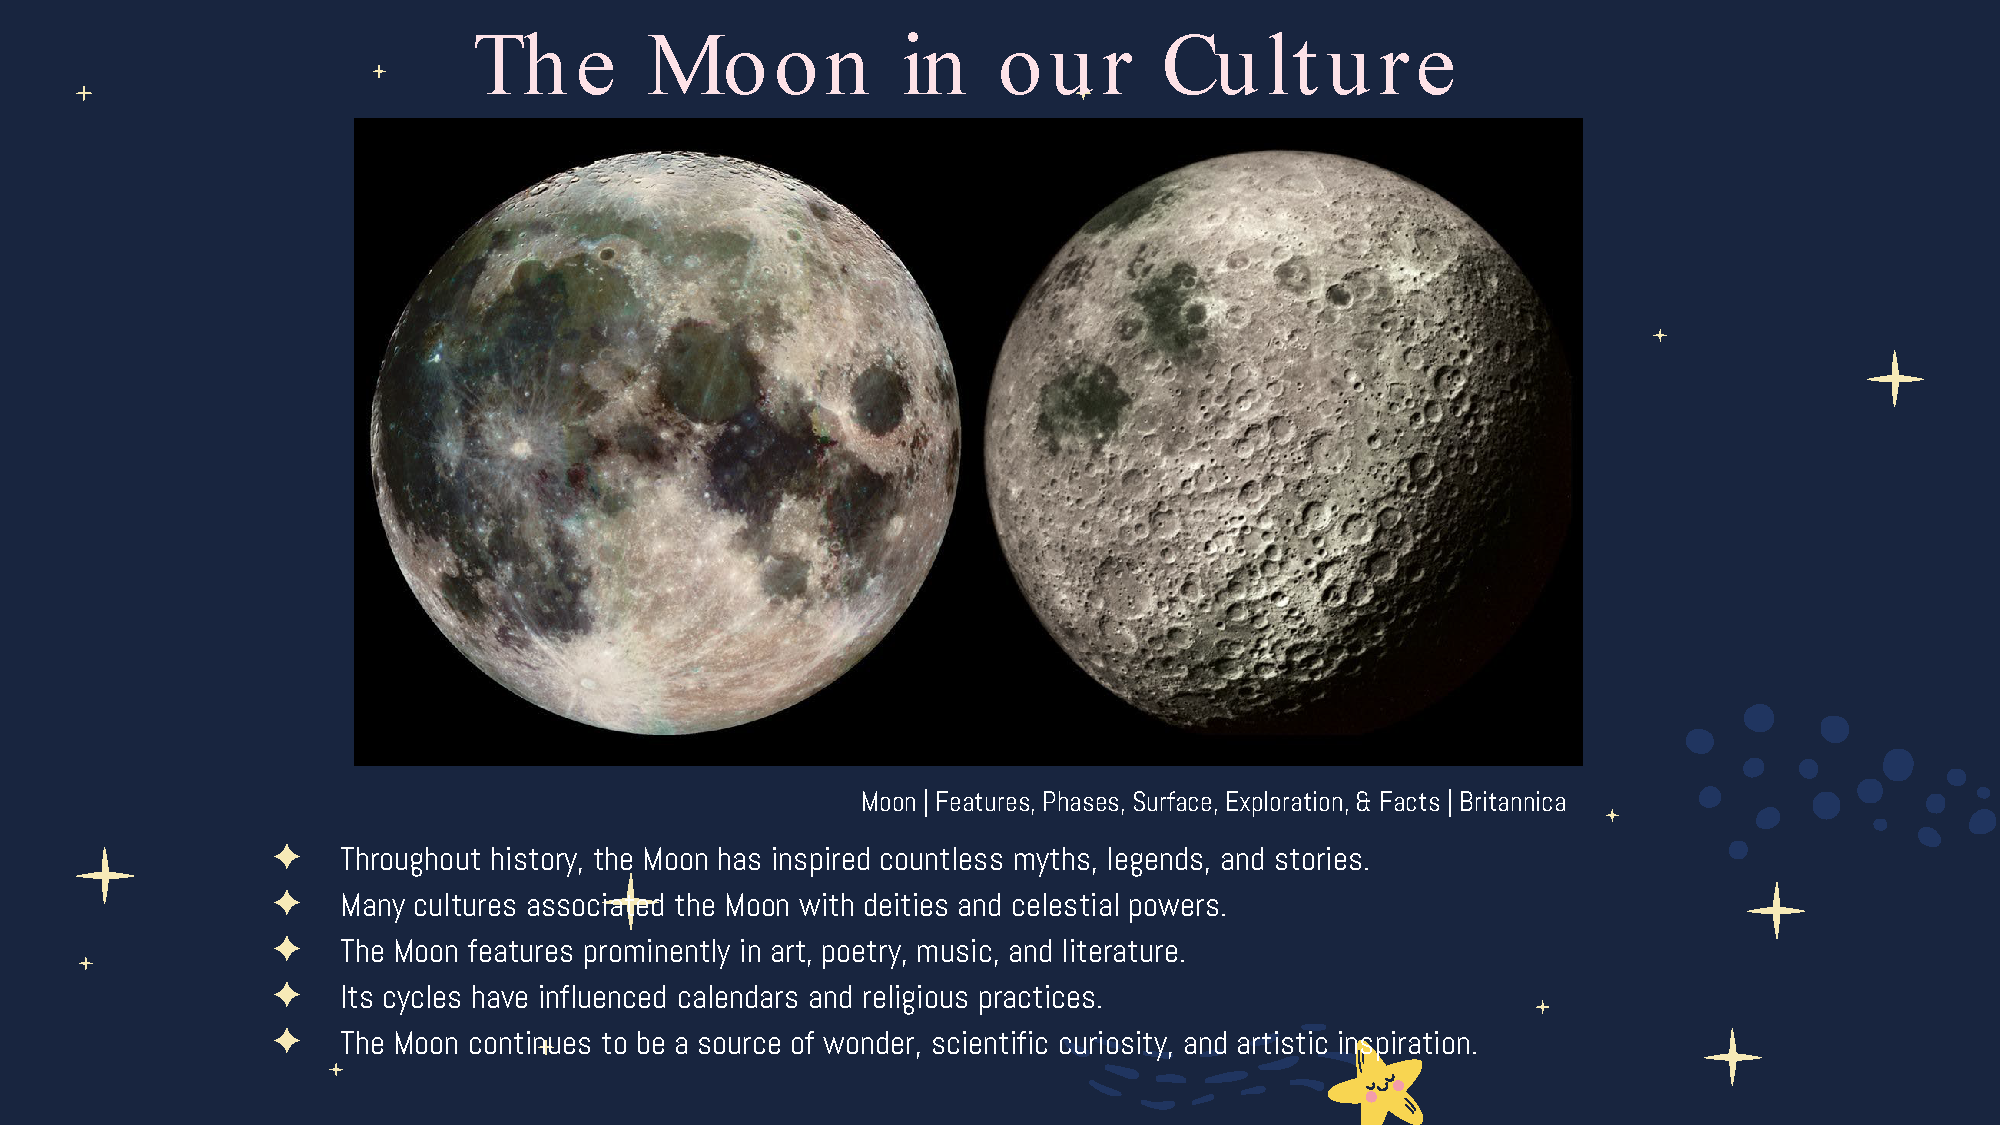 The Moon in our Culture
Moon | Features, Phases, Surface, Exploration, & Facts | Britannica
Throughout history, the Moon has inspired countless myths, legends, and stories.
Many cultures associated the Moon with deities and celestial powers.
The Moon features prominently in art, poetry, music, and literature.
Its cycles have influenced calendars and religious practices.
The Moon continues to be a source of wonder, scientific curiosity, and artistic inspiration.